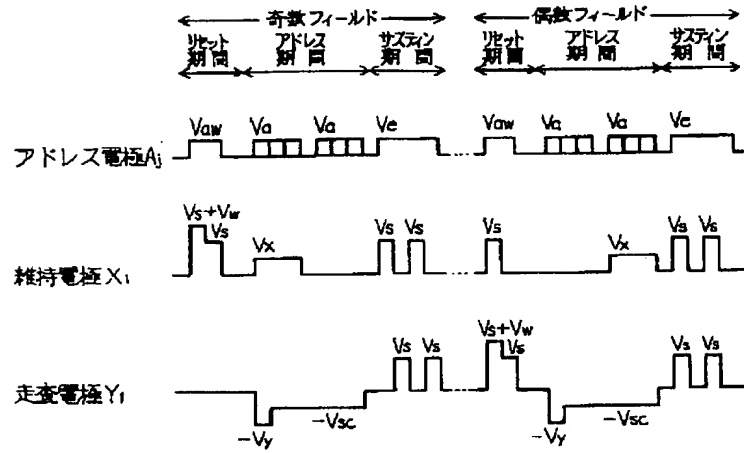 奇数フィールド 偶数フィールド
リセット期間 アドレス期間 サスティン期間 リセット期間 アドレス期間 サスティン期間
Vaw Va Va Ve Vaw Va Va Ve
アドレス電極Aj
Vs+Vw
Vs Vx Vs Vs Vs Vx Vs Vs
維持電極X1
Vs+Vw
Vs Vs Vs Vs Vs
走査電極Y1
-Vy -Vsc -Vy -Vsc